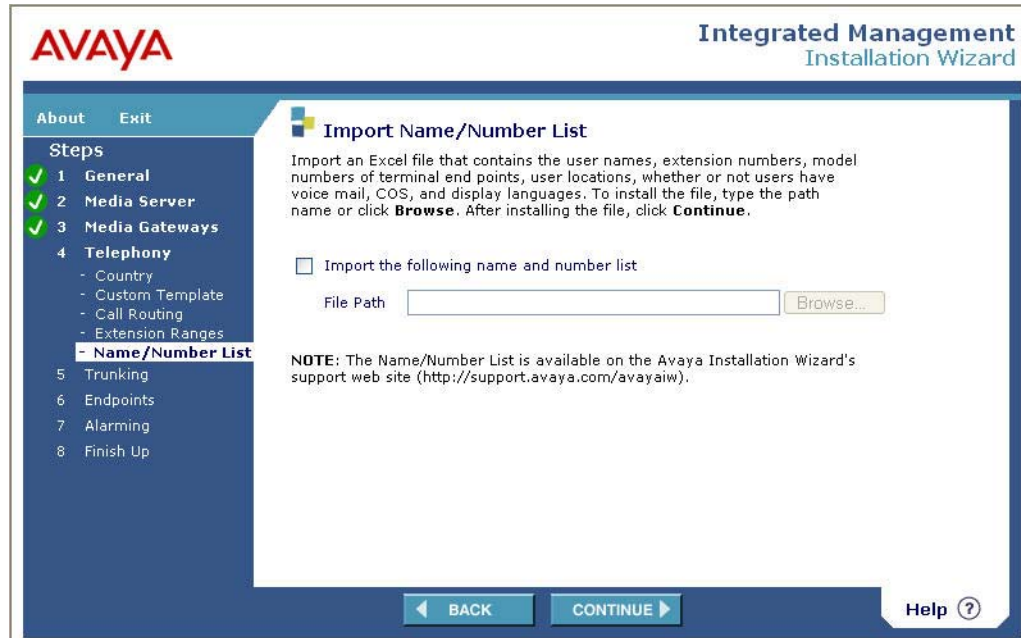 AVAYA
Integrated Management
Installation Wizard
About Exit
Steps
1 General
2 Media Server
3 Media Gateways
4 Telephony
- Country
- Custom Template
- Call Routing
- Extension Ranges
- Name/Number List
5 Trunking
6 Endpoints
7 Alarming
8 Finish Up
Import Name/Number List
Import an Excel file that contains the user names, extension numbers, model
numbers of terminal end points, user locations, whether or not users have
voice mail, COS, and display languages. To install the file, type the path
name or click Browse. After installing the file, click Continue.
Import the following name and number list
File Path Browse...
NOTE: The Name/Number List is available on the Avaya Installation Wizard's
support web site (http://support.avaya.com/avayaiw).
BACK CONTINUE
Help ?